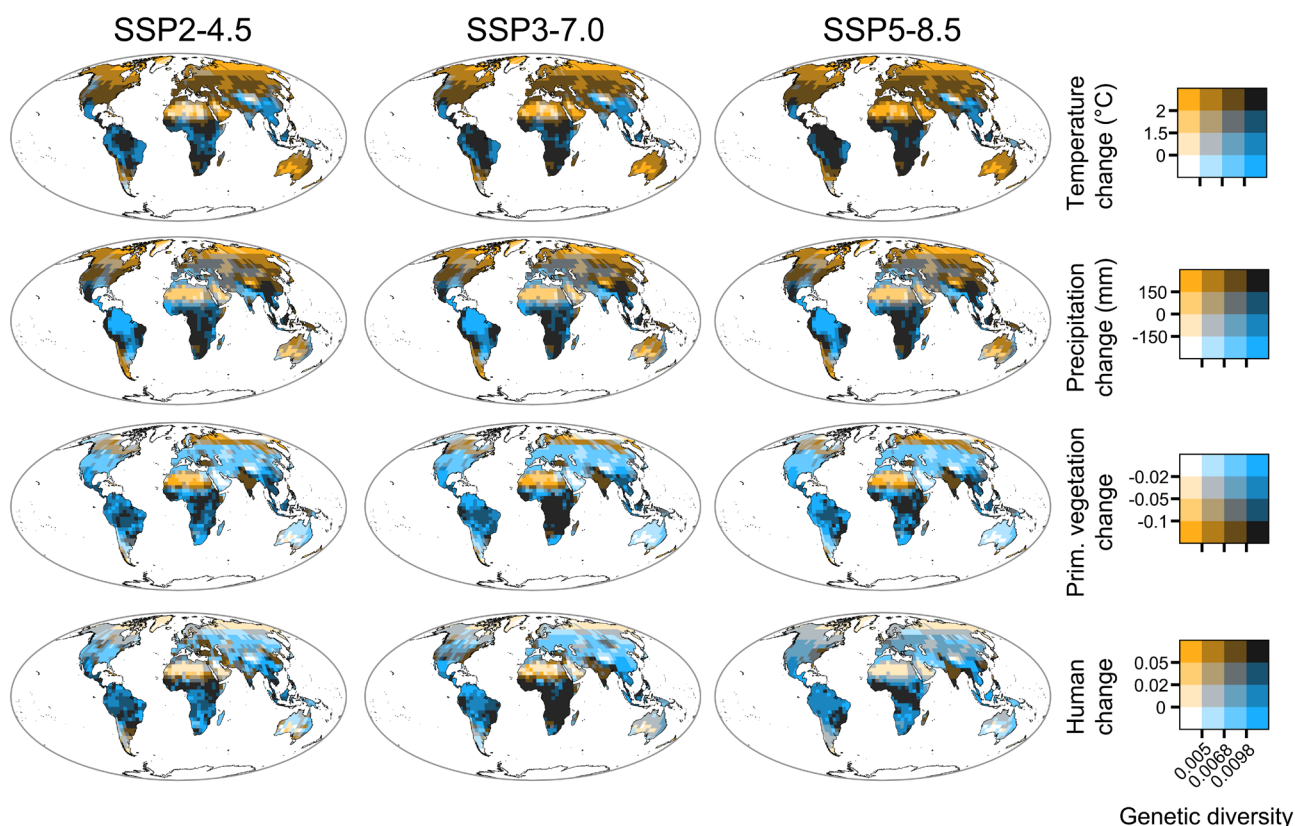 SSP2-4.5
SSP3-7.0
SSP5-8.5
Temperature
change (°C)
2
1.5
0
Precipitation
change (mm)
150
0
-150
Prim. vegetation
change
-0.02
-0.05
-0.1
Human
change
0.05
0.02
0
0.005
0.0068
0.0098
Genetic diversity